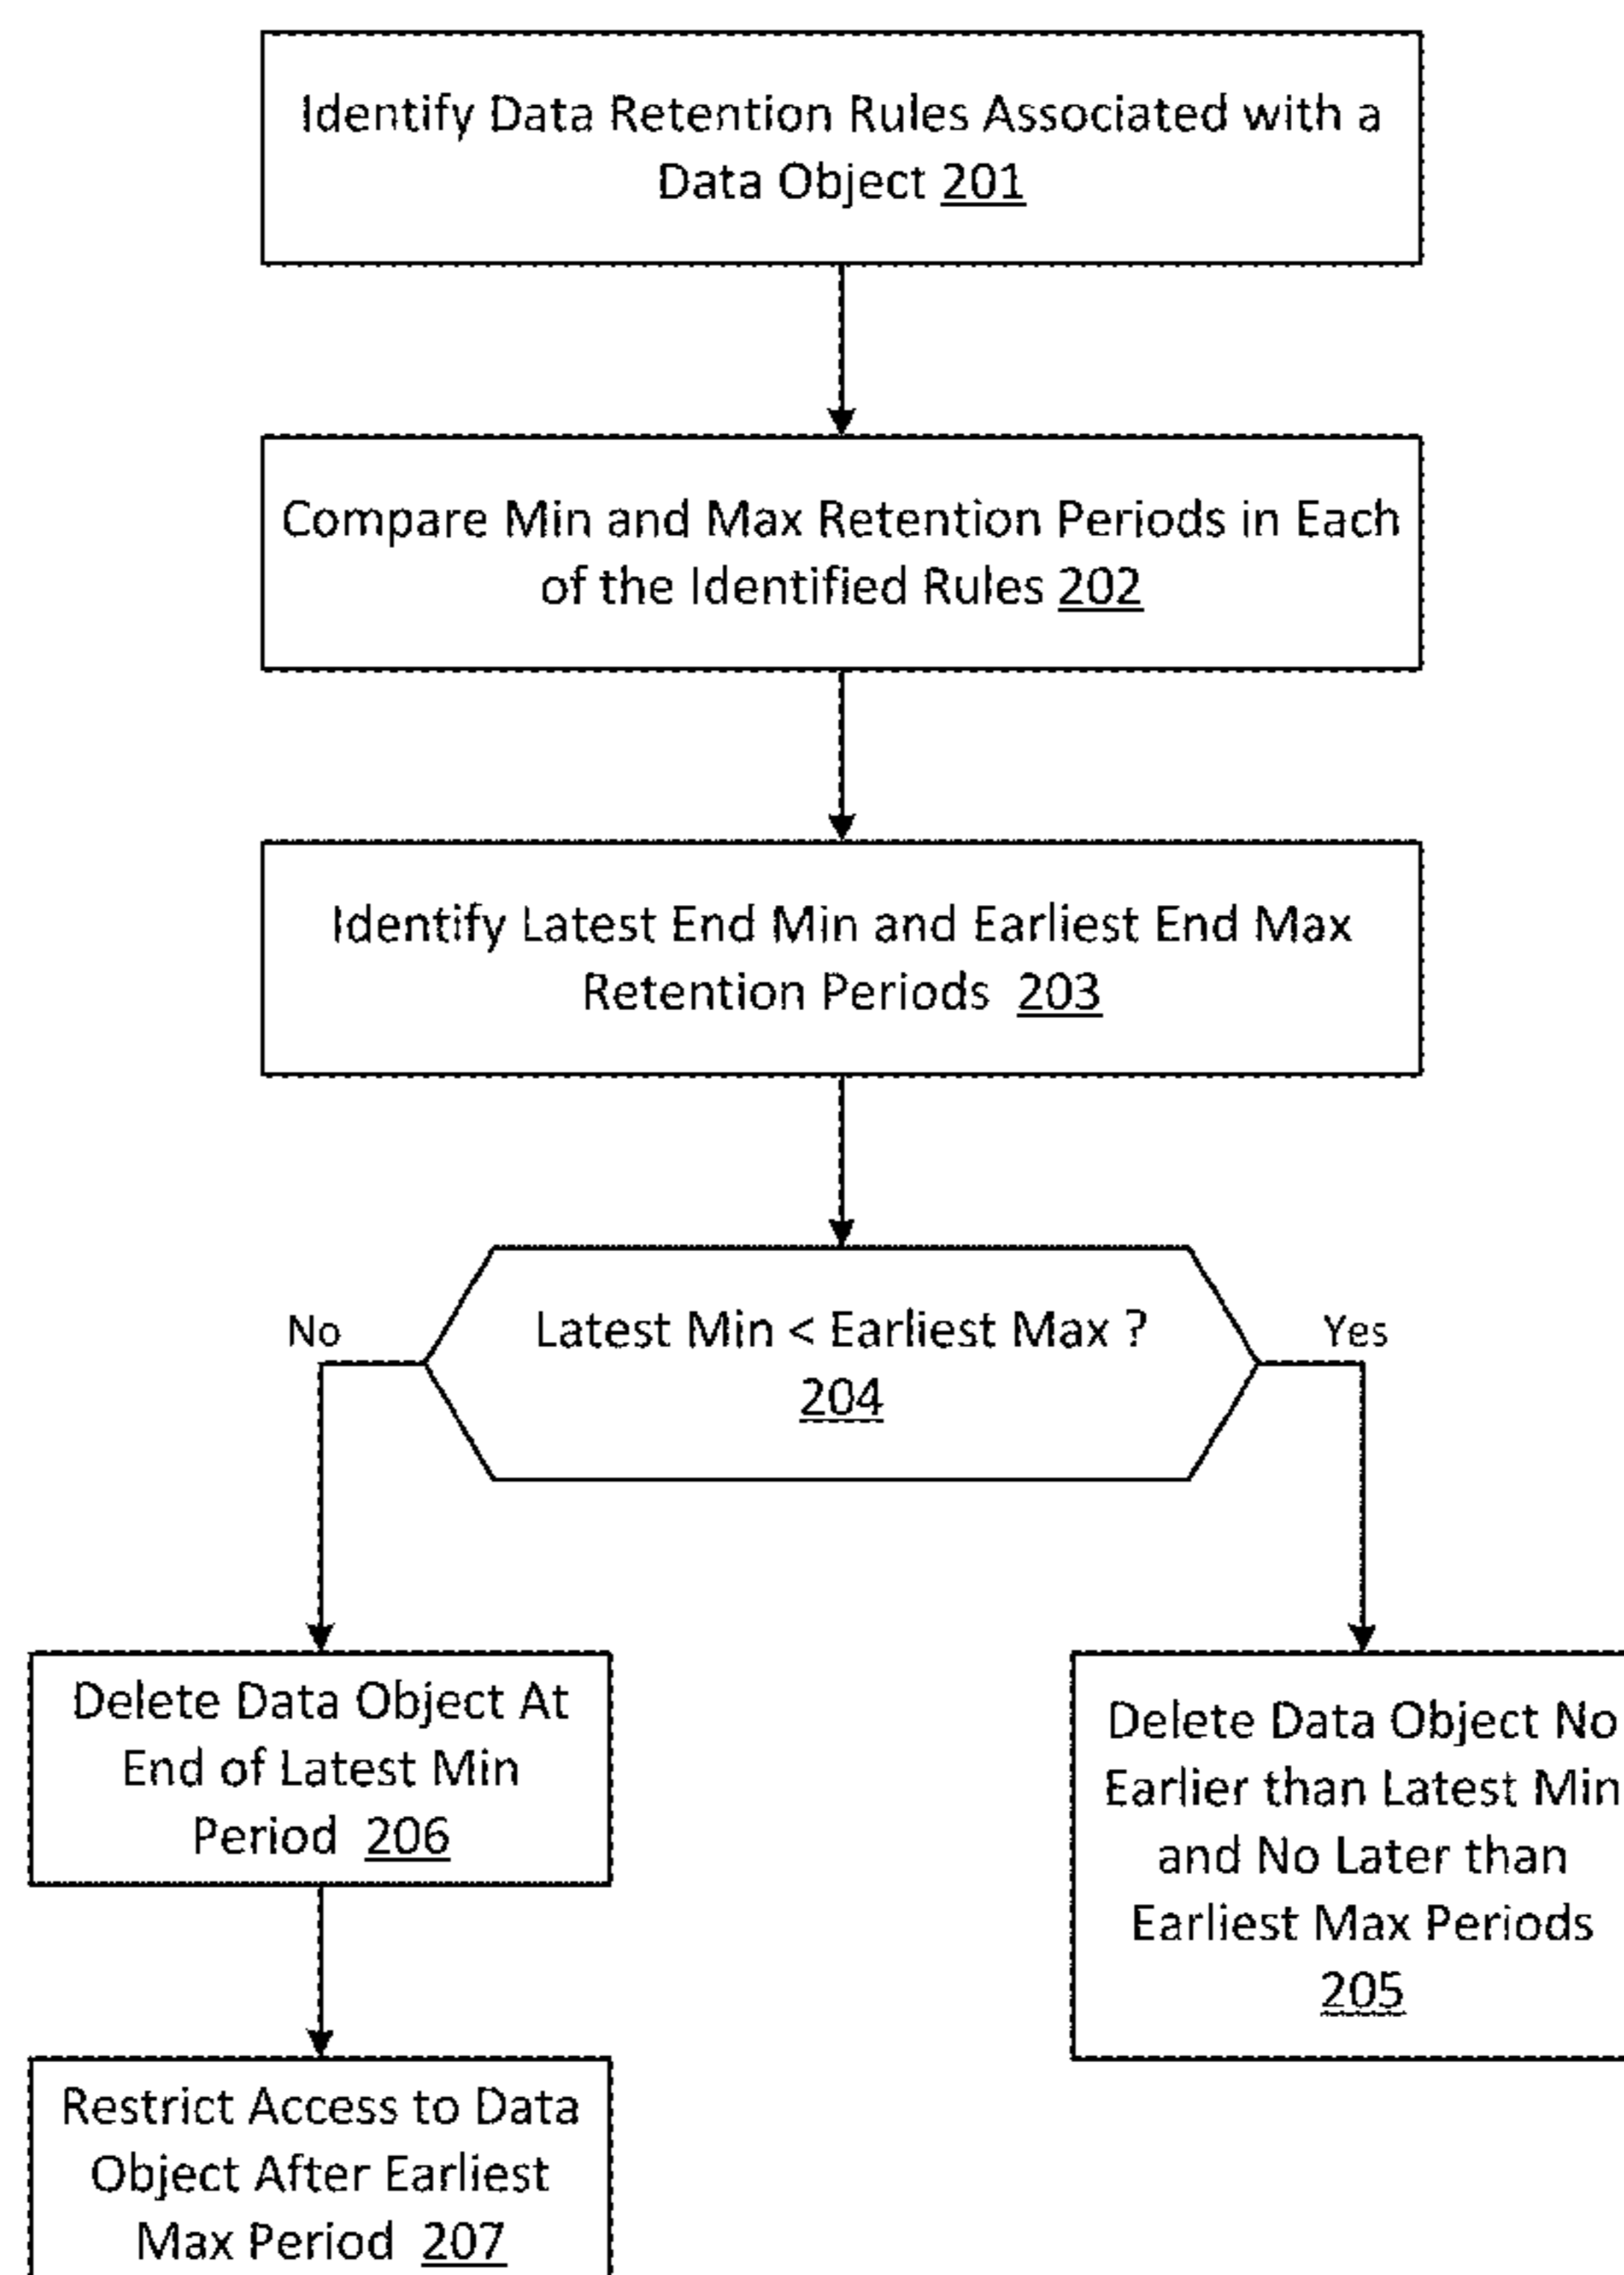 Identify Data Retention Rules Associated with a
Data Object 201
Compare Min and Max Retention Periods in Each
of the Identified Rules 202
Identify Latest End Min and Earliest End Max
Retention Periods 203
Latest Min < Earliest Max ?
204
No
Yes
Delete Data Object At
End of Latest Min
Period 206
Delete Data Object No
Earlier than Latest Min
and No Later than
Earliest Max Periods
205
Restrict Access to Data
Object After Earliest
Max Period 207